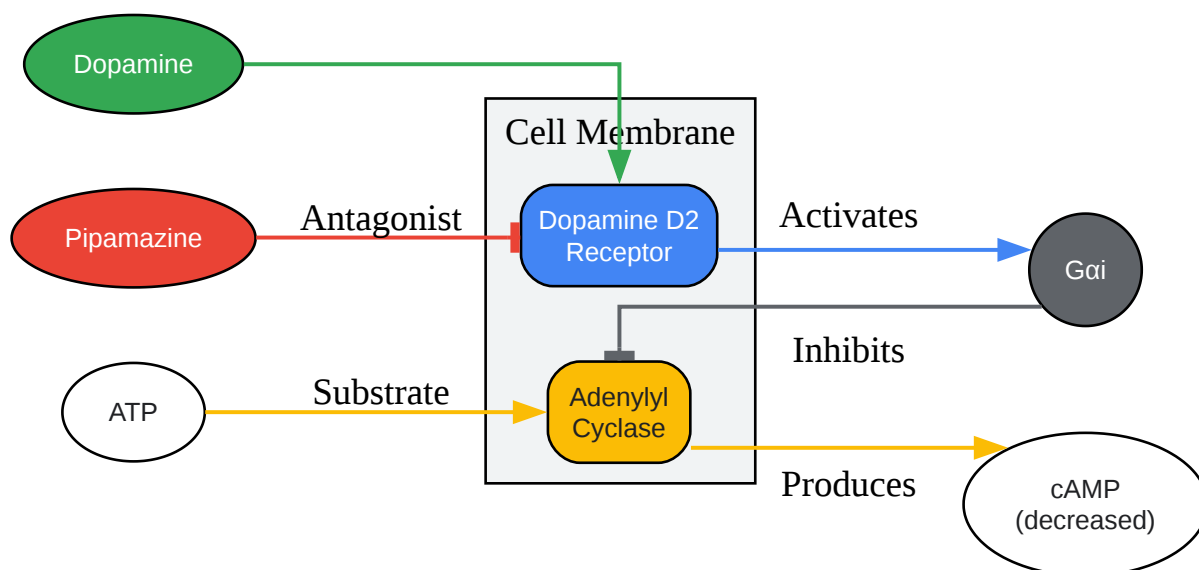 Dopamine
Cell Membrane
Pipamazine
Antagonist
Dopamine D2
Receptor
Activates
Gαi
Inhibits
ATP
Substrate
Adenylyl
Cyclase
Produces
cAMP
(decreased)